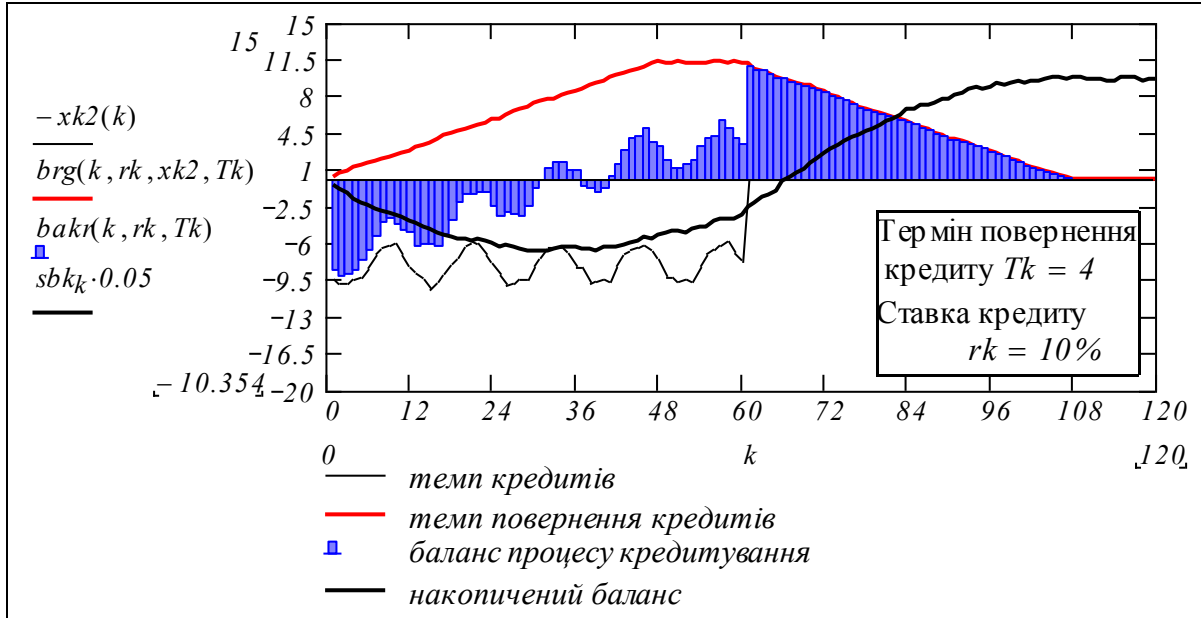 15
15
11.5
8
4.5
1
−2.5
−6
−9.5
−13
−16.5
−20
−10.354
− xk2(k)
brg(k , rk , xk2 , Tk)
bakr(k , rk , Tk)
sbkk·0.05
Термін повернення
кредиту Tk = 4
Ставка кредиту
rk = 10%
0 12 24 36 48 60 72 84 96 108 120
0 k 120
темп кредитів
темп повернення кредитів
баланс процесу кредитування
накопичений баланс